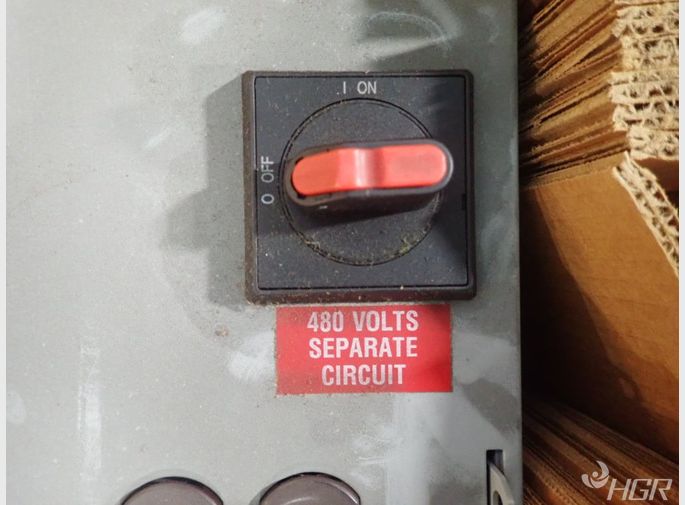 I ON
O OFF
480 VOLTS
SEPARATE
CIRCUIT
HGR